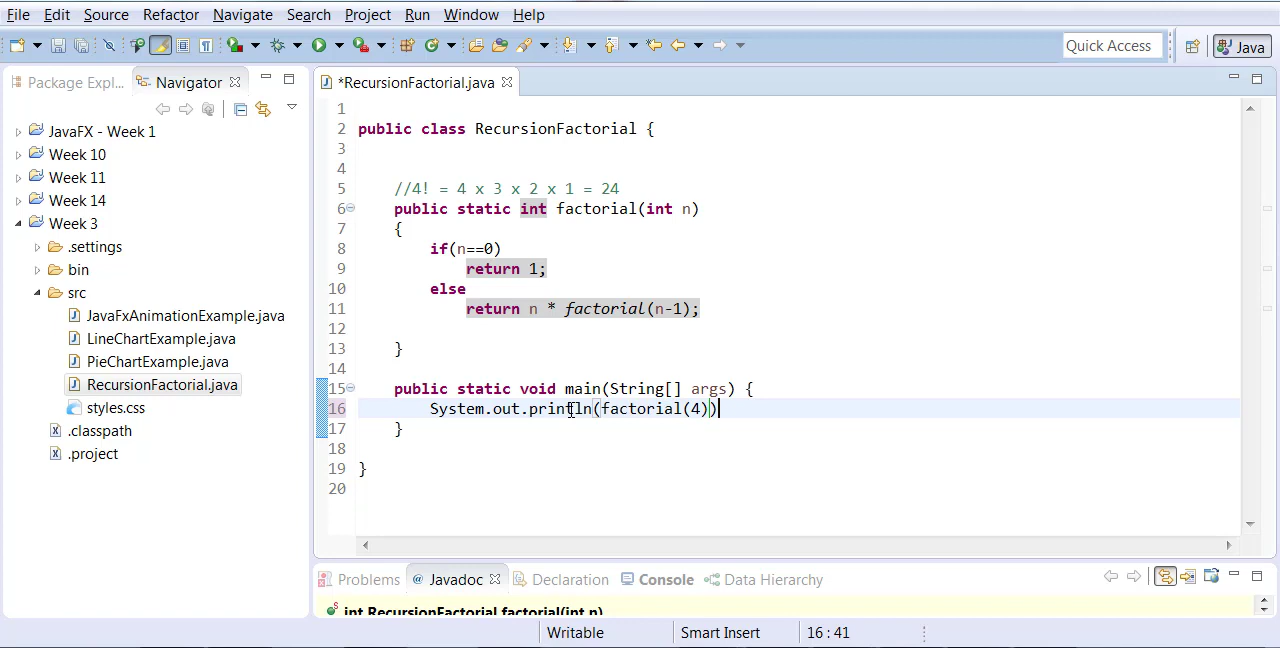 File Edit Source Refactor Navigate Search Project Run Window Help
Quick Access Java
Package Expl... Navigator *RecursionFactorial.java
JavaFX - Week 1
Week 10
Week 11
Week 14
Week 3
.settings
bin
src
JavaFxAnimationExample.java
LineChartExample.java
PieChartExample.java
RecursionFactorial.java
styles.css
.classpath
.project
1
2 public class RecursionFactorial {
3
4
5 //4! = 4 x 3 x 2 x 1 = 24
6 public static int factorial(int n)
7 {
8 if(n==0)
9 return 1;
10 else
11 return n * factorial(n-1);
12
13 }
14
15 public static void main(String[] args) {
16 System.out.println(factorial(4))
17 }
18
19 }
20
Problems @ Javadoc Declaration Console Data Hierarchy
int RecursionFactorial.factorial(int n)
Writable Smart Insert 16 : 41